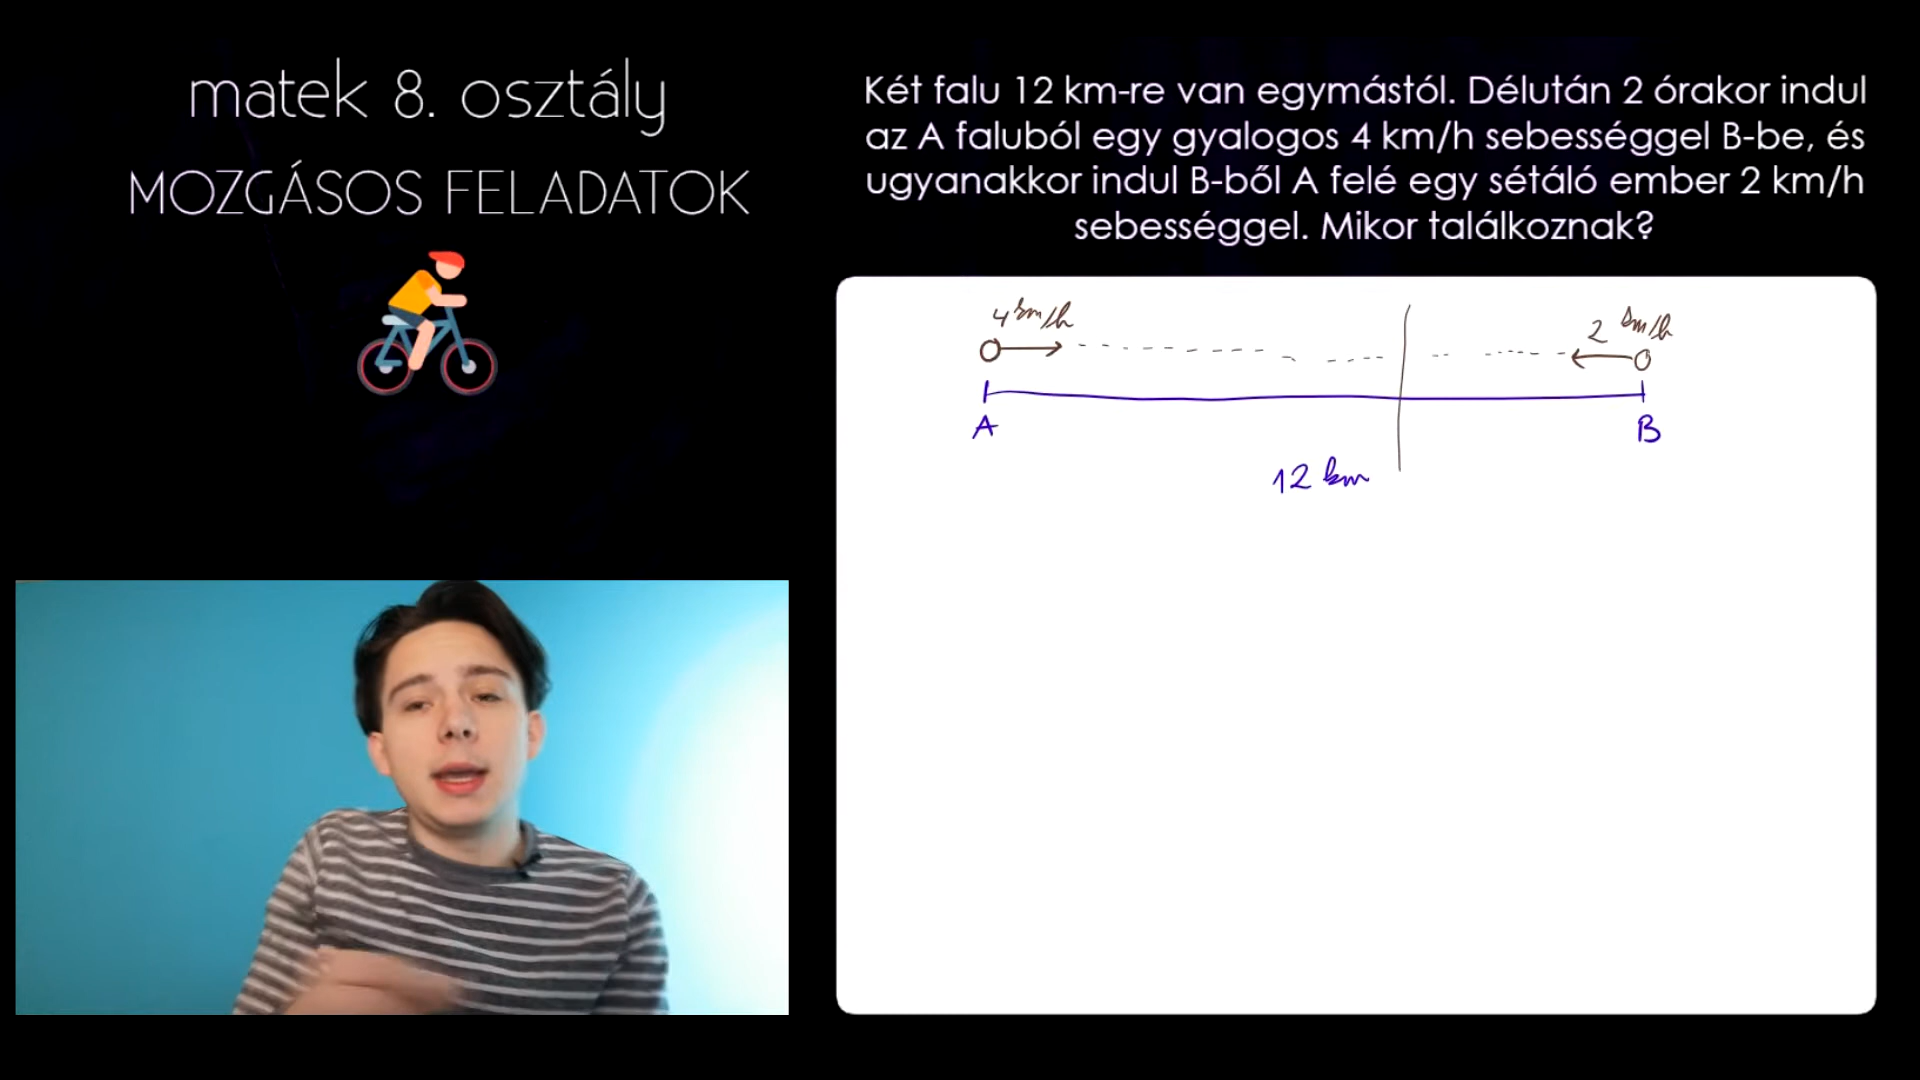 matek 8. osztály
MOZGÁSOS FELADATOK
Két falu 12 km-re van egymástól. Délután 2 órakor indul
az A faluból egy gyalogos 4 km/h sebességgel B-be, és
ugyanakkor indul B-ből A felé egy sétáló ember 2 km/h
sebességgel. Mikor találkoznak?
4 km/h
2 km/h
A
B
12 km